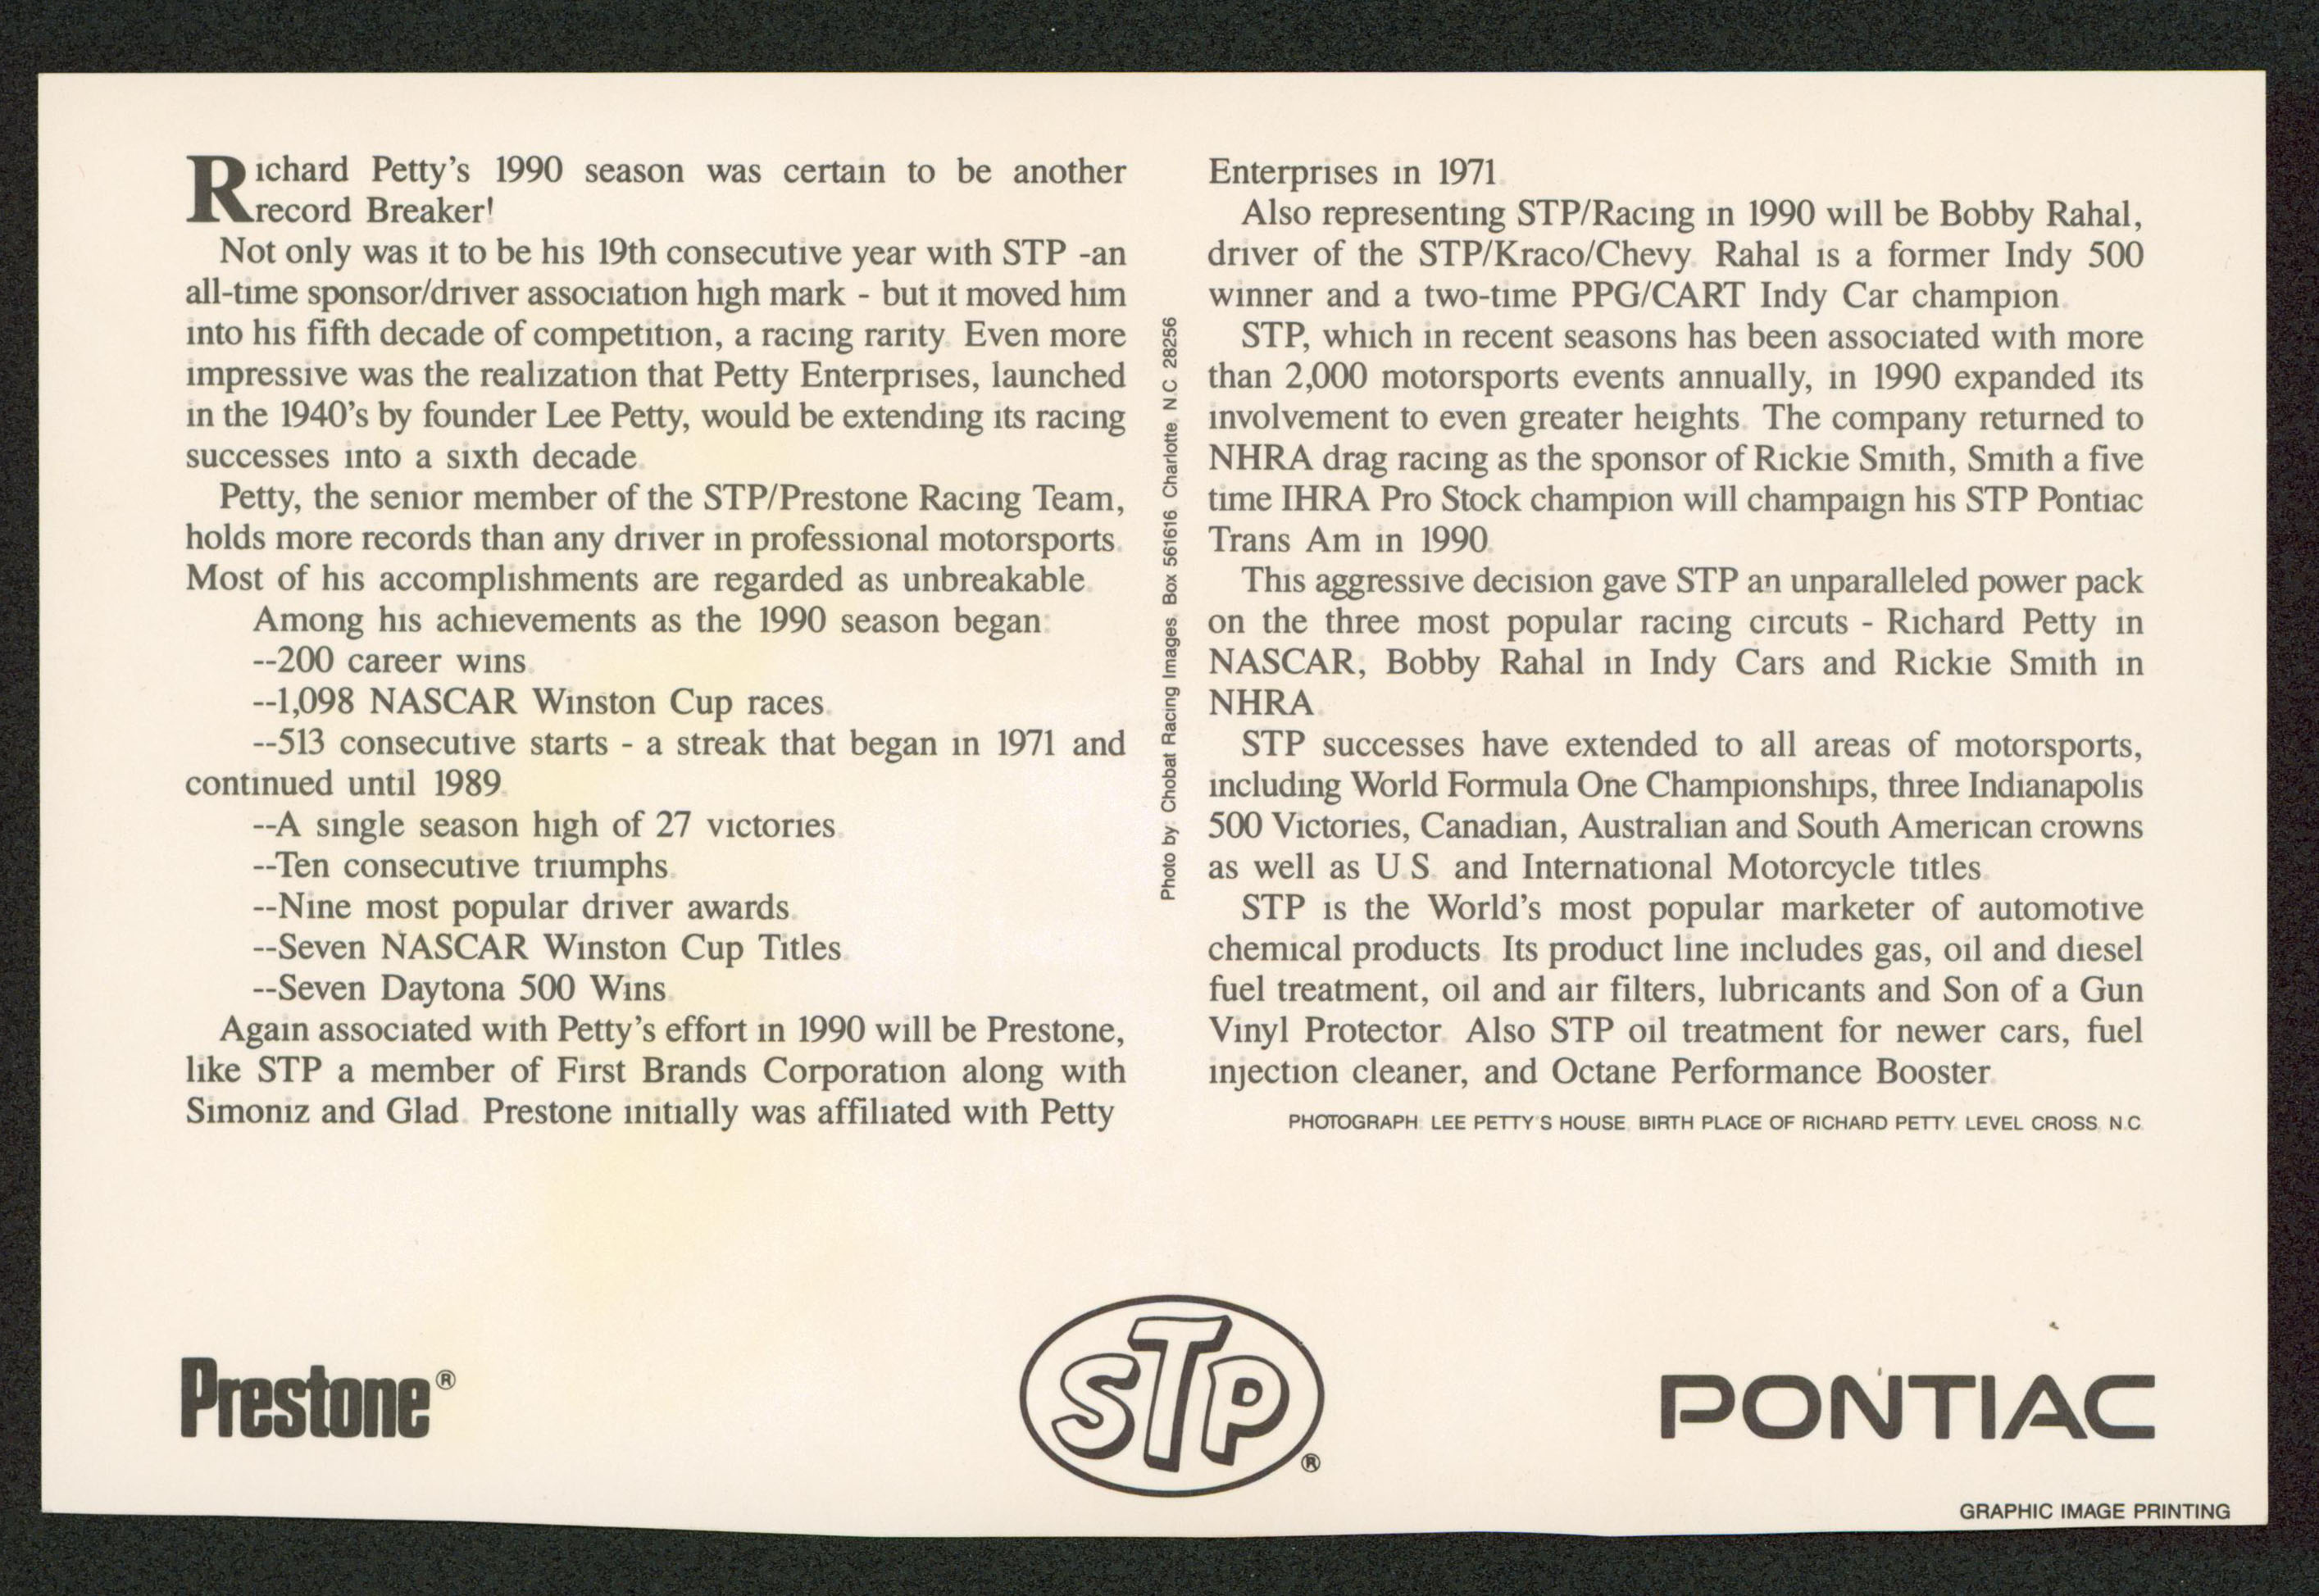 Richard Petty's 1990 season was certain to be another
record Breaker!
Not only was it to be his 19th consecutive year with STP -an
all-time sponsor/driver association high mark - but it moved him
into his fifth decade of competition, a racing rarity. Even more
impressive was the realization that Petty Enterprises, launched
in the 1940's by founder Lee Petty, would be extending its racing
successes into a sixth decade.
Petty, the senior member of the STP/Prestone Racing Team,
holds more records than any driver in professional motorsports.
Most of his accomplishments are regarded as unbreakable.
Among his achievements as the 1990 season began:
--200 career wins.
--1,098 NASCAR Winston Cup races.
--513 consecutive starts - a streak that began in 1971 and
continued until 1989.
--A single season high of 27 victories.
--Ten consecutive triumphs.
--Nine most popular driver awards.
--Seven NASCAR Winston Cup Titles.
--Seven Daytona 500 Wins.
Again associated with Petty's effort in 1990 will be Prestone,
like STP a member of First Brands Corporation along with
Simoniz and Glad. Prestone initially was affiliated with Petty
Photo by: Chobat Racing Images. Box 561616. Charlotte. N.C. 28256
Enterprises in 1971.
Also representing STP/Racing in 1990 will be Bobby Rahal,
driver of the STP/Kraco/Chevy. Rahal is a former Indy 500
winner and a two-time PPG/CART Indy Car champion.
STP, which in recent seasons has been associated with more
than 2,000 motorsports events annually, in 1990 expanded its
involvement to even greater heights. The company returned to
NHRA drag racing as the sponsor of Rickie Smith, Smith a five
time IHRA Pro Stock champion will champaign his STP Pontiac
Trans Am in 1990.
This aggressive decision gave STP an unparalleled power pack
on the three most popular racing circuts - Richard Petty in
NASCAR, Bobby Rahal in Indy Cars and Rickie Smith in
NHRA.
STP successes have extended to all areas of motorsports,
including World Formula One Championships, three Indianapolis
500 Victories, Canadian, Australian and South American crowns
as well as U.S. and International Motorcycle titles.
STP is the World's most popular marketer of automotive
chemical products. Its product line includes gas, oil and diesel
fuel treatment, oil and air filters, lubricants and Son of a Gun
Vinyl Protector. Also STP oil treatment for newer cars, fuel
injection cleaner, and Octane Performance Booster.
PHOTOGRAPH: LEE PETTY'S HOUSE. BIRTH PLACE OF RICHARD PETTY. LEVEL CROSS. N.C.
Prestone®
STP®
PONTIAC
GRAPHIC IMAGE PRINTING